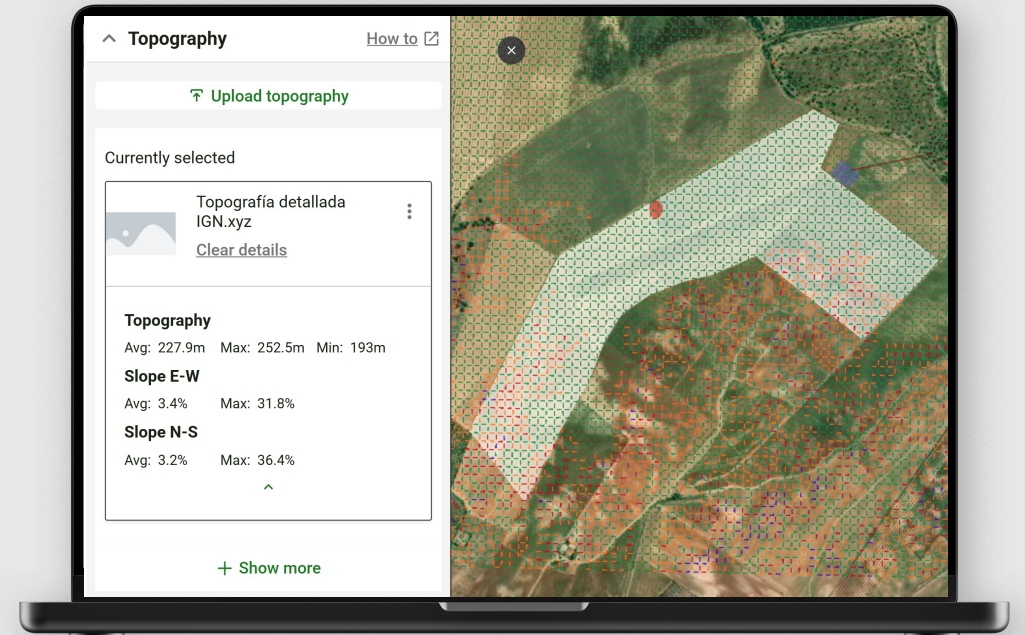 Topography
How to
Upload topography
Currently selected
Topografía detallada
IGN.xyz
Clear details
Topography
Avg: 227.9m Max: 252.5m Min: 193m
Slope E-W
Avg: 3.4% Max: 31.8%
Slope N-S
Avg: 3.2% Max: 36.4%
+ Show more